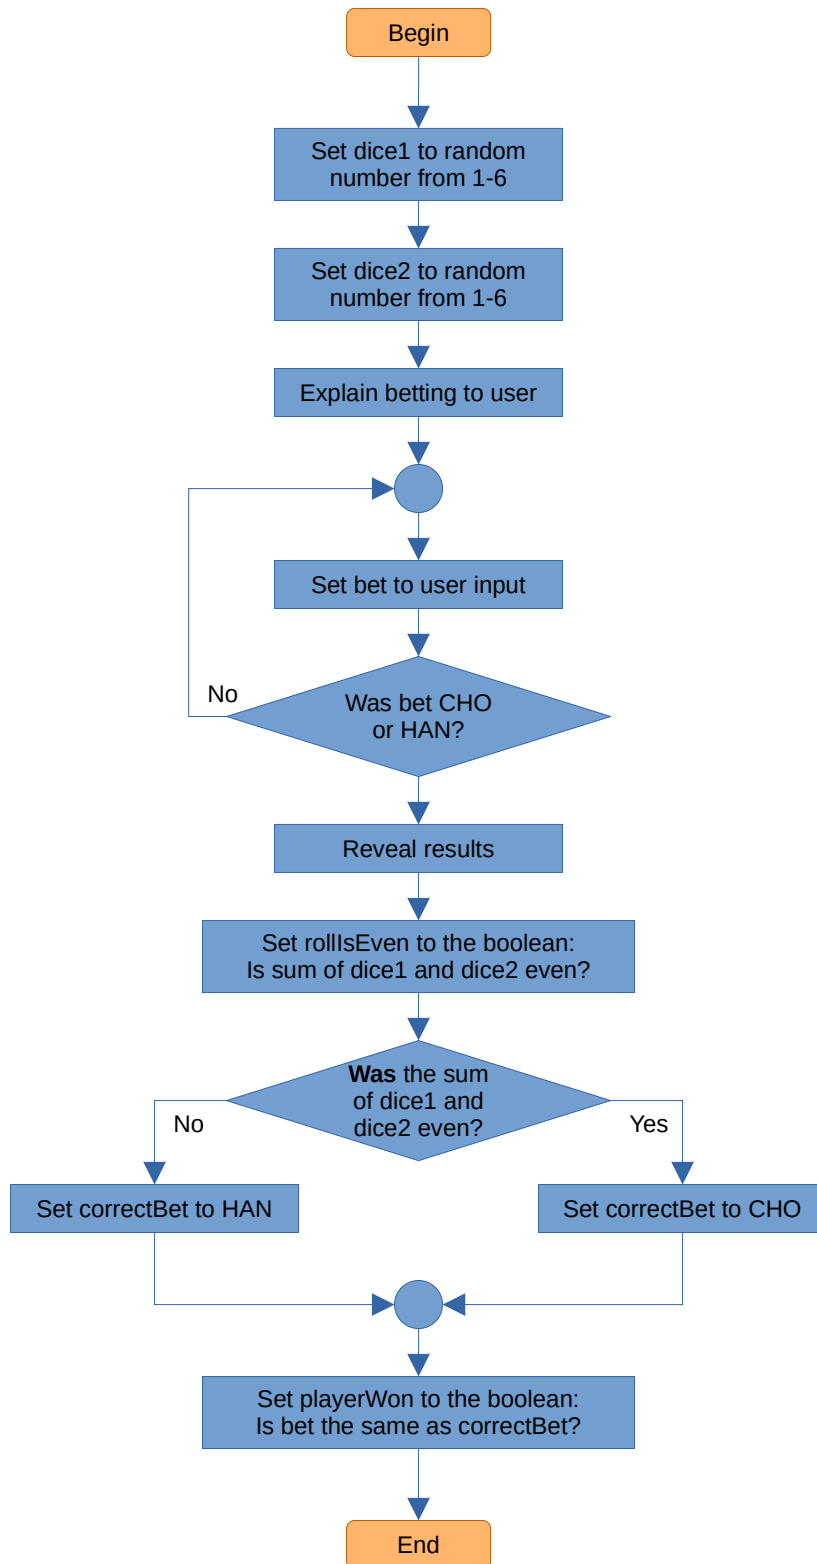 Begin
Set dice1 to random
number from 1-6
Set dice2 to random
number from 1-6
Explain betting to user
Set bet to user input
No
Was bet CHO
or HAN?
Reveal results
Set rollIsEven to the boolean:
Is sum of dice1 and dice2 even?
Was the sum
of dice1 and
dice2 even?
No
Yes
Set correctBet to HAN
Set correctBet to CHO
Set playerWon to the boolean:
Is bet the same as correctBet?
End